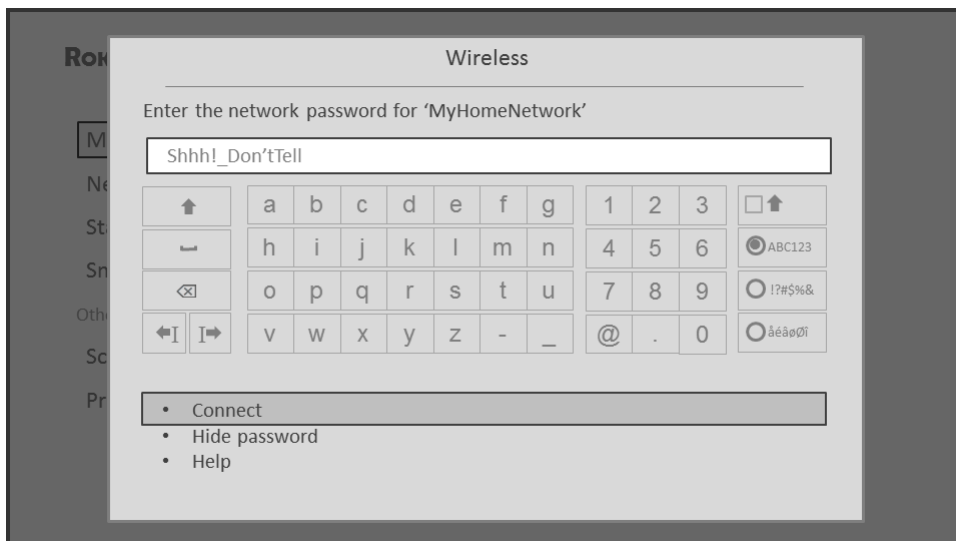 Wireless
Enter the network password for ‘MyHomeNetwork’
Shhh!_Don’tTell
a b c d e f g 1 2 3
h i j k l m n 4 5 6 ABC123
o p q r s t u 7 8 9 !?#$%&
v w x y z - _ @ . 0 åéâøØî
• Connect
• Hide password
• Help